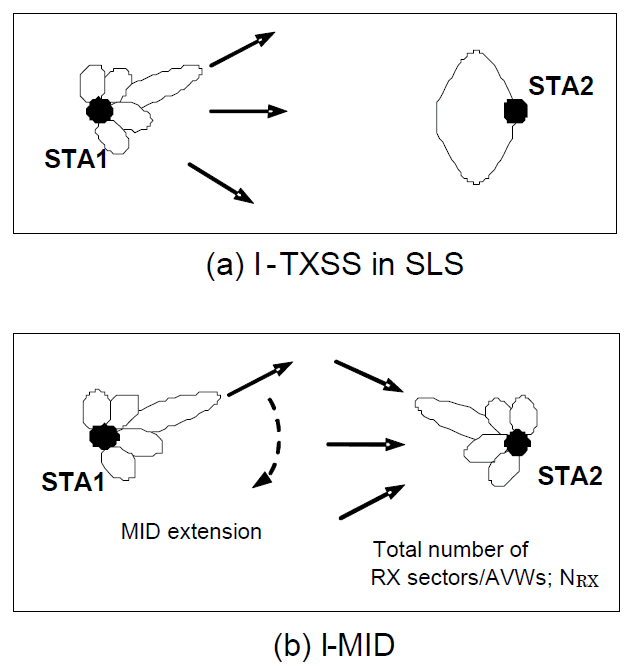 STA2
STA1
(a) I-TXSS in SLS
STA1
STA2
MID extension
Total number of
RX sectors/AVWs; NRX
(b) I-MID